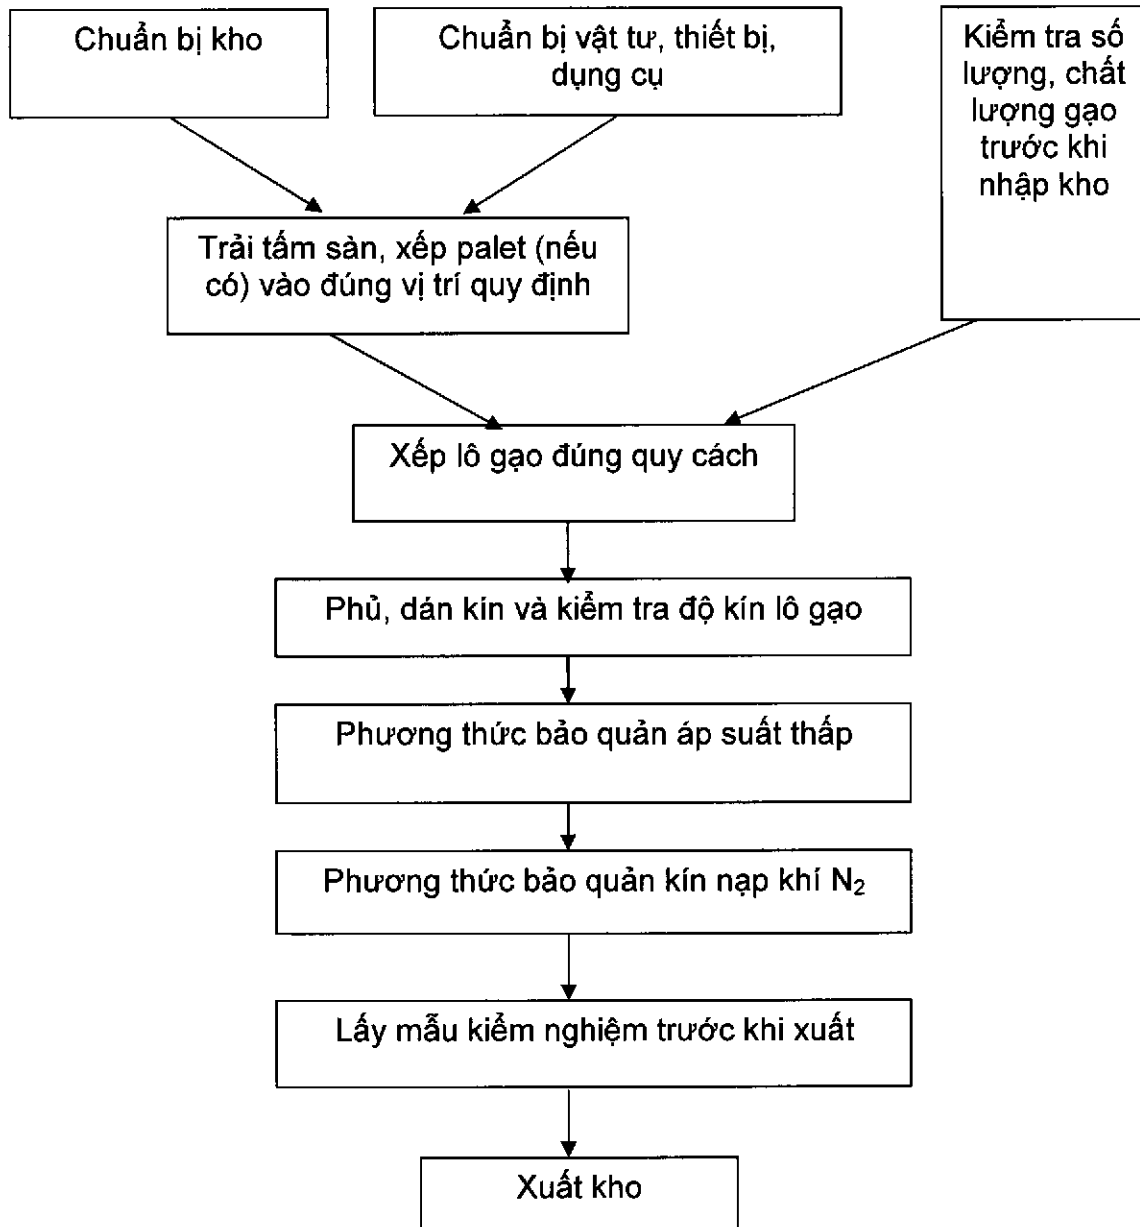 Chuẩn bị kho
Chuẩn bị vật tư, thiết bị,
dụng cụ
Kiểm tra số
lượng, chất
lượng gạo
trước khi
nhập kho
Trải tấm sàn, xếp palet (nếu
có) vào đúng vị trí quy định
Xếp lô gạo đúng quy cách
Phủ, dán kín và kiểm tra độ kín lô gạo
Phương thức bảo quản áp suất thấp
Phương thức bảo quản kín nạp khí N₂
Lấy mẫu kiểm nghiệm trước khi xuất
Xuất kho